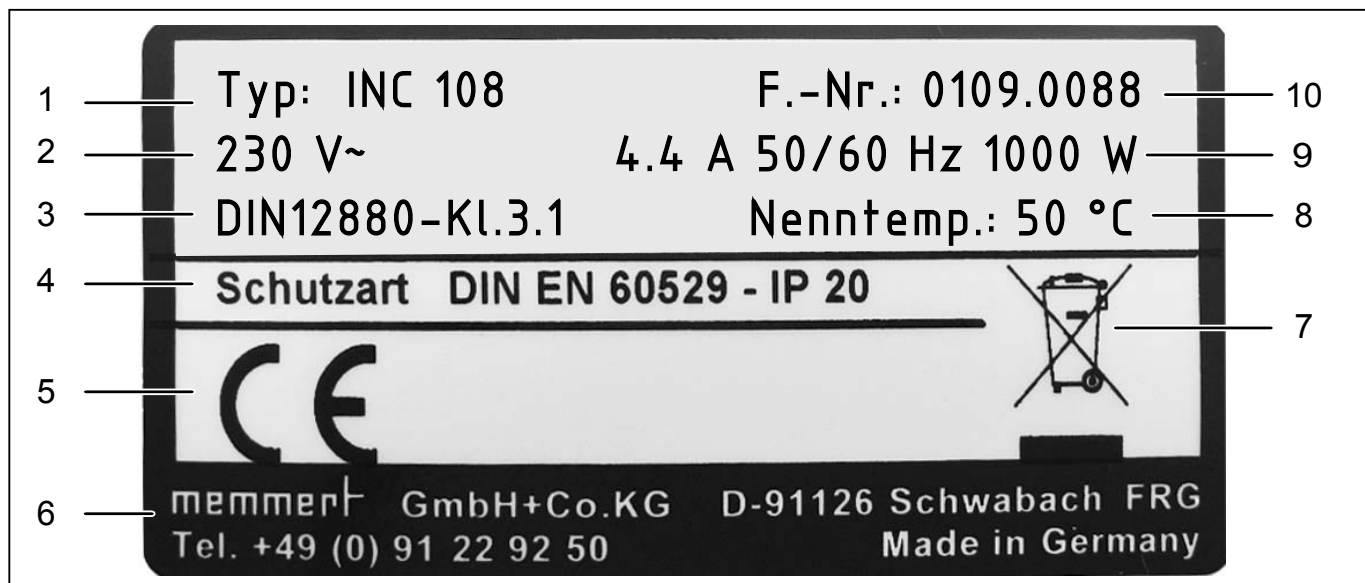 1 Typ: INC 108 F.-Nr.: 0109.0088 10
2 230 V~ 4.4 A 50/60 Hz 1000 W 9
3 DIN12880-Kl.3.1 Nenntemp.: 50 °C 8
4 Schutzart DIN EN 60529 - IP 20
7
5 CE
6 memmert GmbH+Co.KG D-91126 Schwabach FRG
Tel. +49 (0) 91 22 92 50 Made in Germany